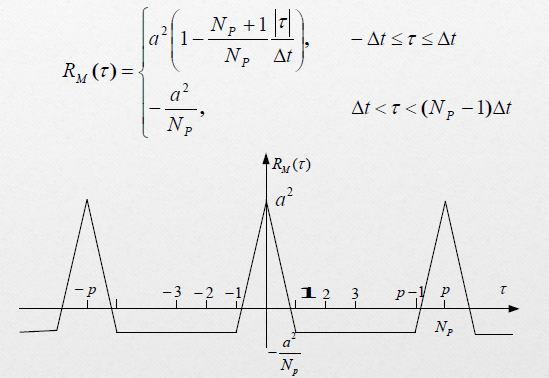 R_M(τ) = { a²(1 − (N_P + 1)/N_P |τ|/Δt), − Δt ≤ τ ≤ Δt
− a²/N_P, Δt < τ < (N_P − 1)Δt
R_M(τ)
a²
−p −3 −2 −1 1 2 3 p−1 p τ
N_P
− a²/N_p